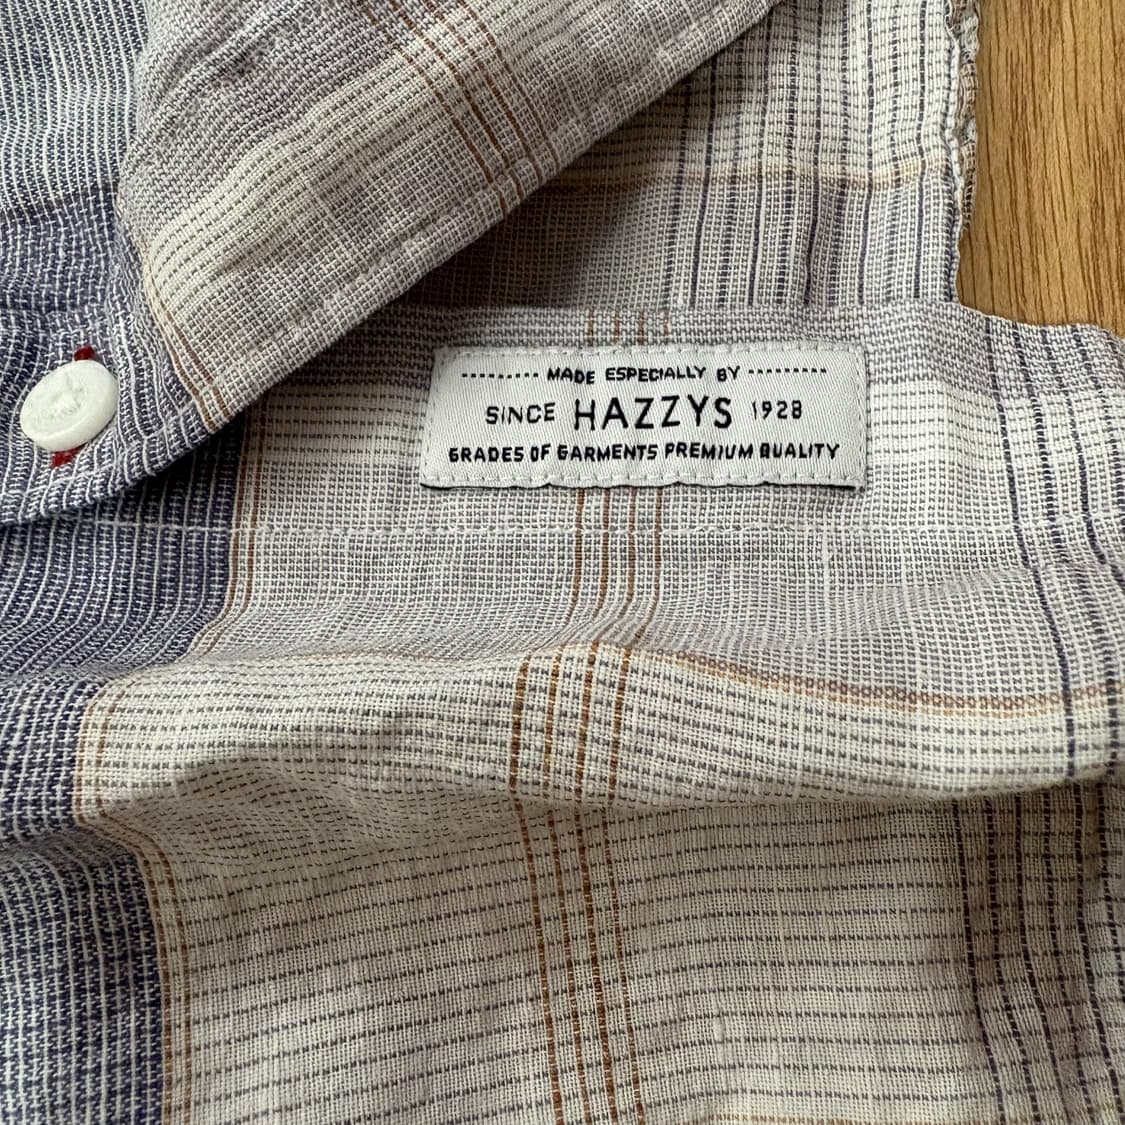 ········· MADE ESPECIALLY BY ·········
SINCE HAZZYS 1928
GRADES OF GARMENTS PREMIUM QUALITY